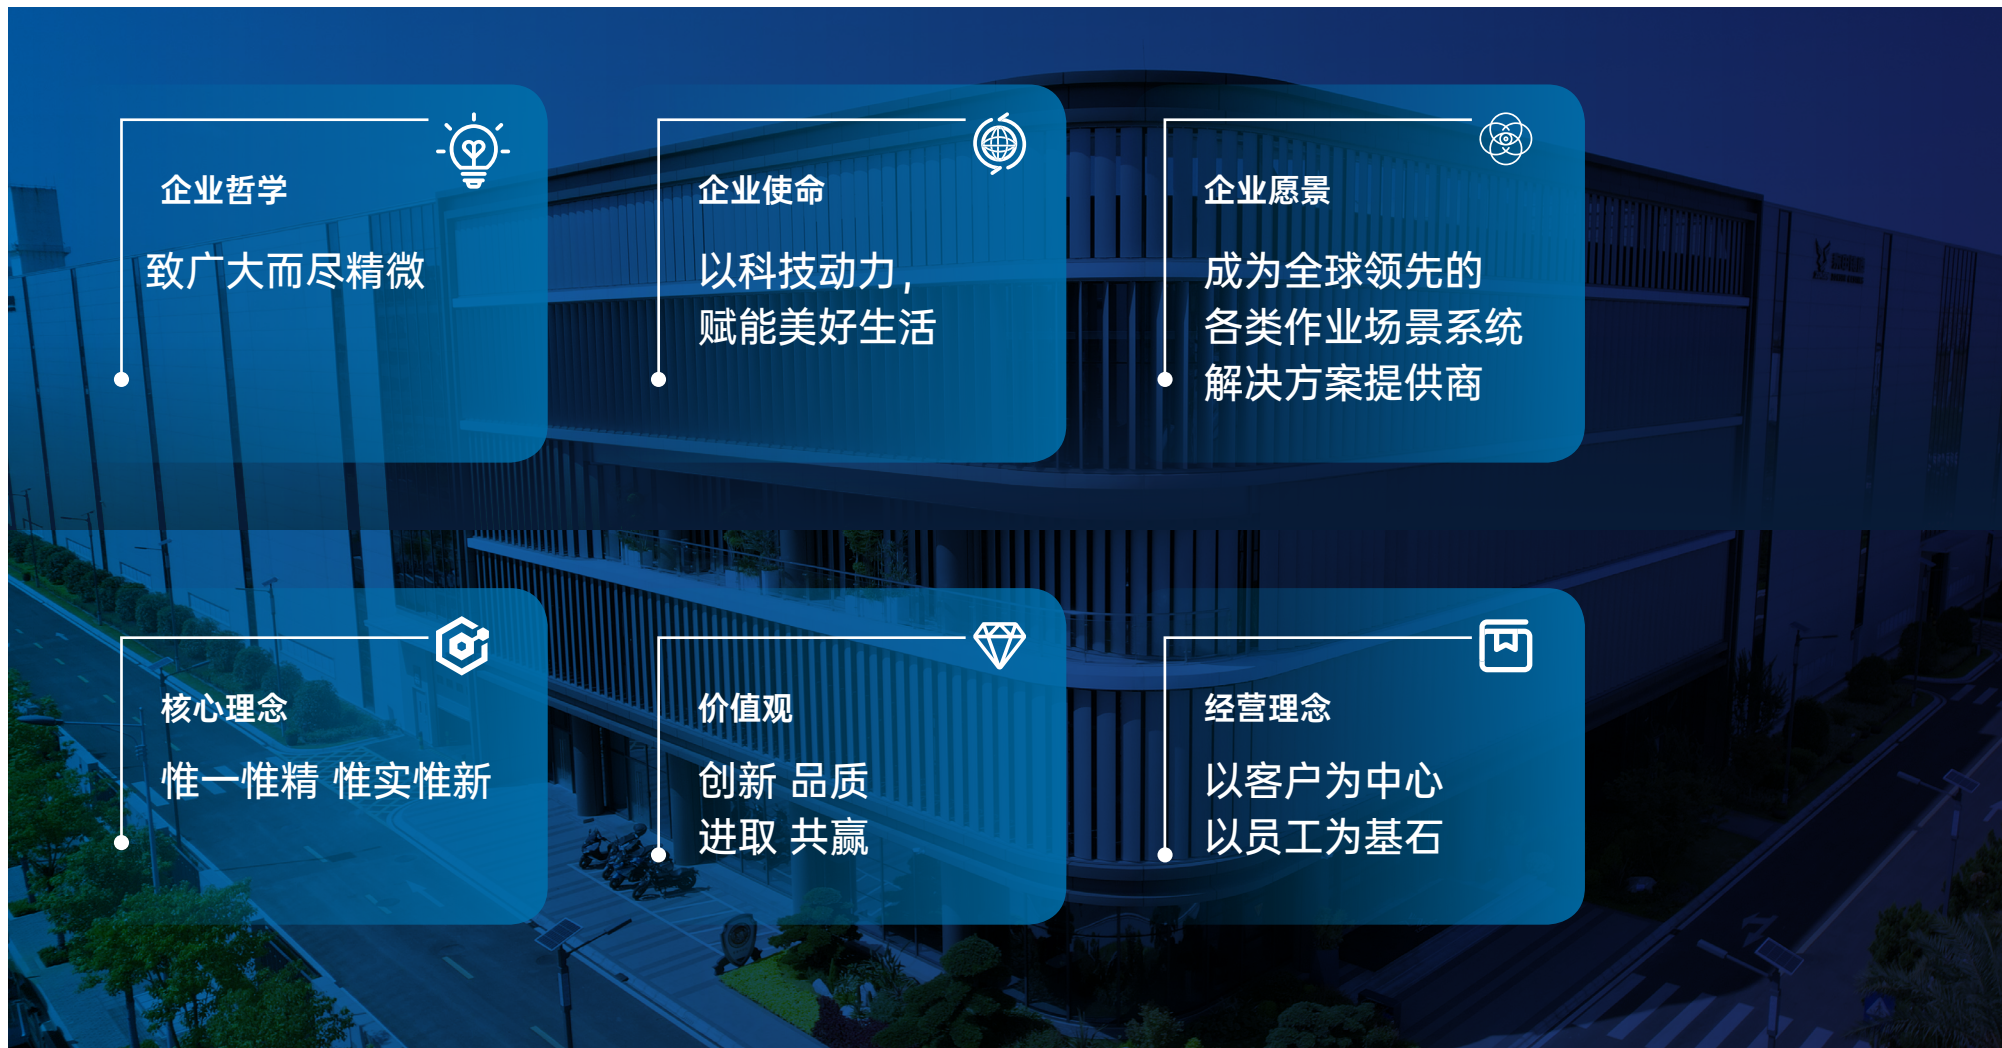 企业哲学
致广大而尽精微
企业使命
以科技动力，
赋能美好生活
企业愿景
成为全球领先的
各类作业场景系统
解决方案提供商
核心理念
惟一惟精 惟实惟新
价值观
创新 品质
进取 共赢
经营理念
以客户为中心
以员工为基石